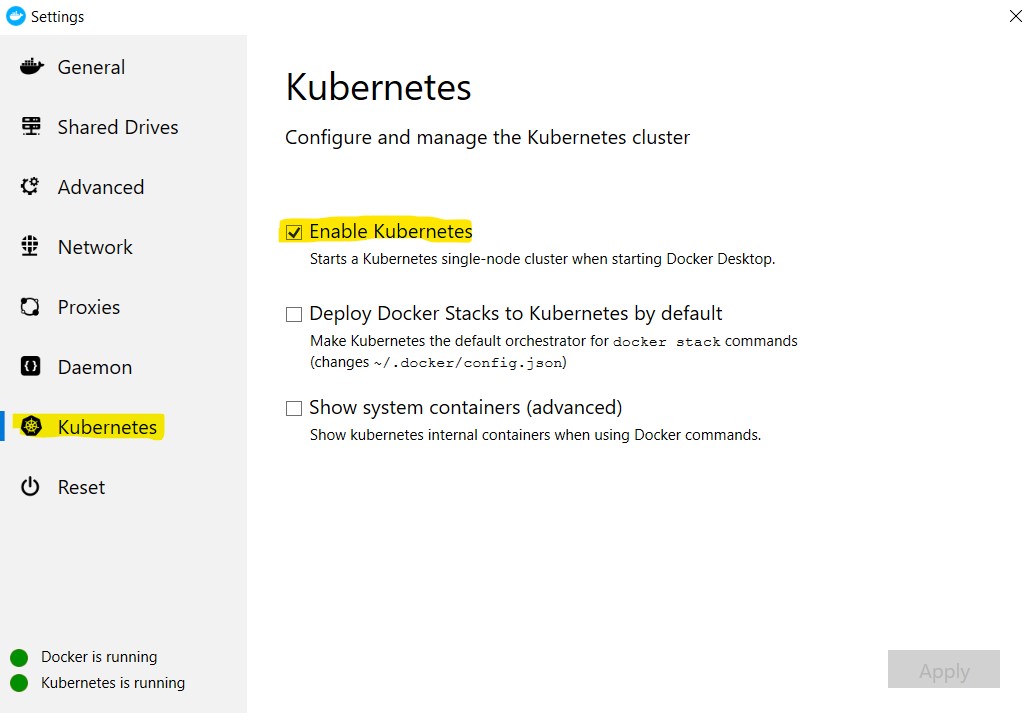 Settings
General
Shared Drives
Advanced
Network
Proxies
Daemon
Kubernetes
Reset
Docker is running
Kubernetes is running
Kubernetes
Configure and manage the Kubernetes cluster
Enable Kubernetes
Starts a Kubernetes single-node cluster when starting Docker Desktop.
Deploy Docker Stacks to Kubernetes by default
Make Kubernetes the default orchestrator for docker stack commands
(changes ~/.docker/config.json)
Show system containers (advanced)
Show kubernetes internal containers when using Docker commands.
Apply